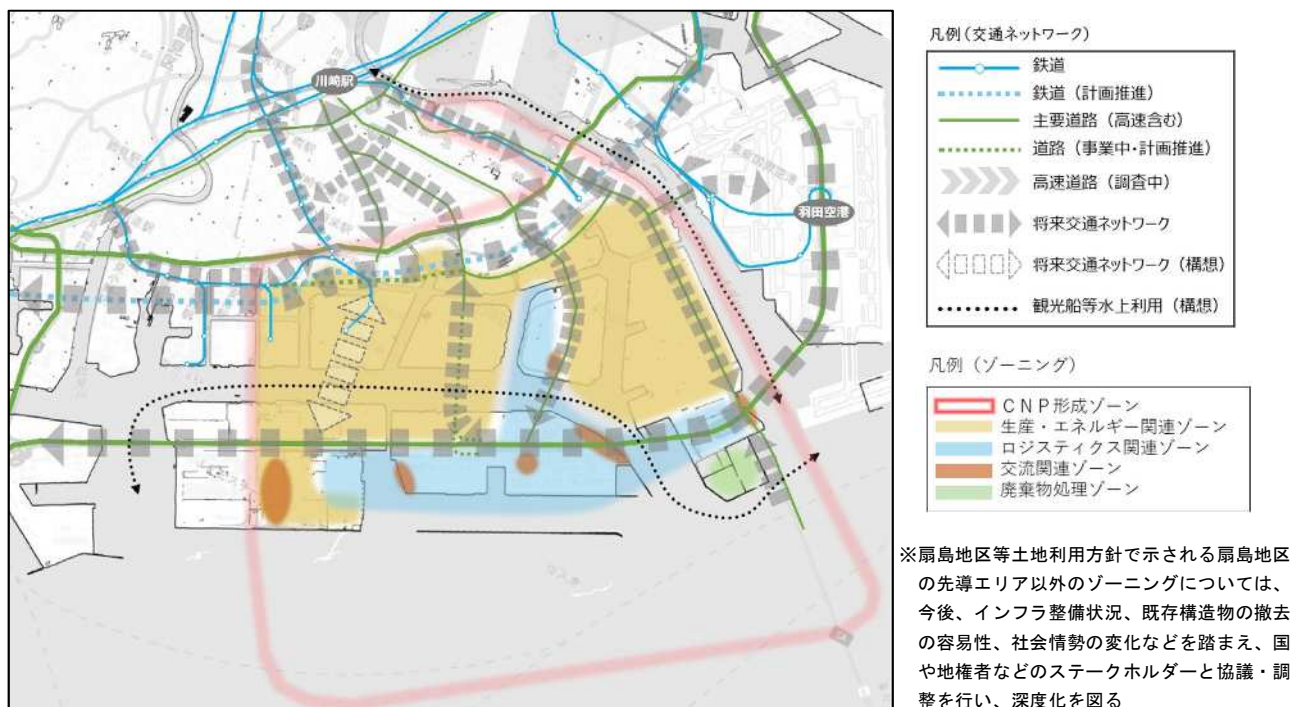 川崎駅
羽田空港
凡例(交通ネットワーク)
鉄道
鉄道(計画推進)
主要道路(高速含む)
道路(事業中・計画推進)
高速道路(調査中)
将来交通ネットワーク
将来交通ネットワーク(構想)
観光船等水上利用(構想)
凡例(ゾーニング)
CNP形成ゾーン
生産・エネルギー関連ゾーン
ロジスティクス関連ゾーン
交流関連ゾーン
廃棄物処理ゾーン
※扇島地区等土地利用方針で示される扇島地区
の先導エリア以外のゾーニングについては、
今後、インフラ整備状況、既存構造物の撤去
の容易性、社会情勢の変化などを踏まえ、国
や地権者などのステークホルダーと協議・調
整を行い、深度化を図る